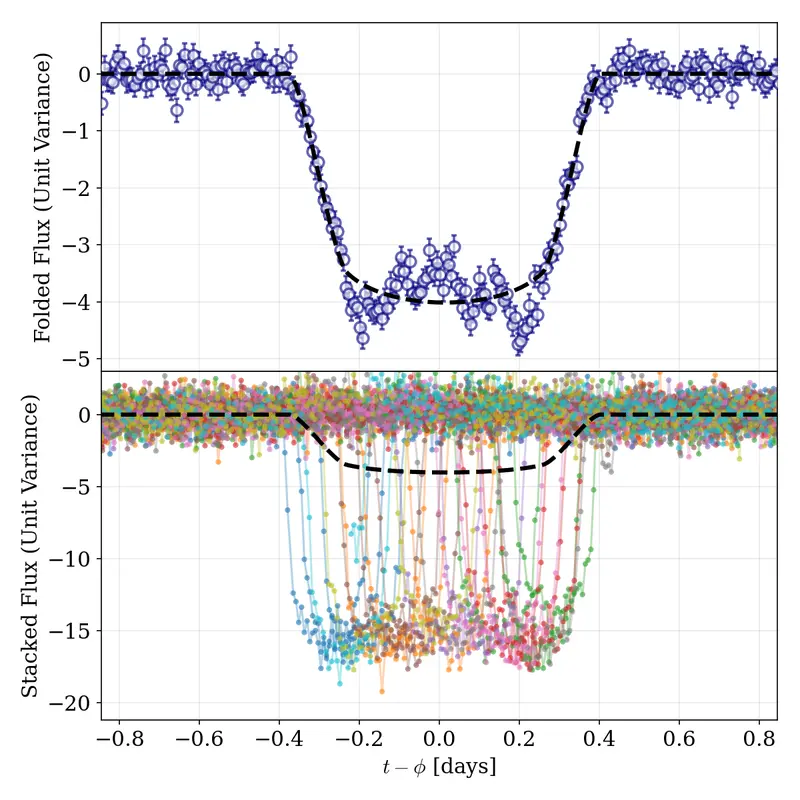 Folded Flux (Unit Variance)
0
−1
−2
−3
−4
−5
Stacked Flux (Unit Variance)
0
−5
−10
−15
−20
−0.8 −0.6 −0.4 −0.2 0.0 0.2 0.4 0.6 0.8
t − ϕ [days]